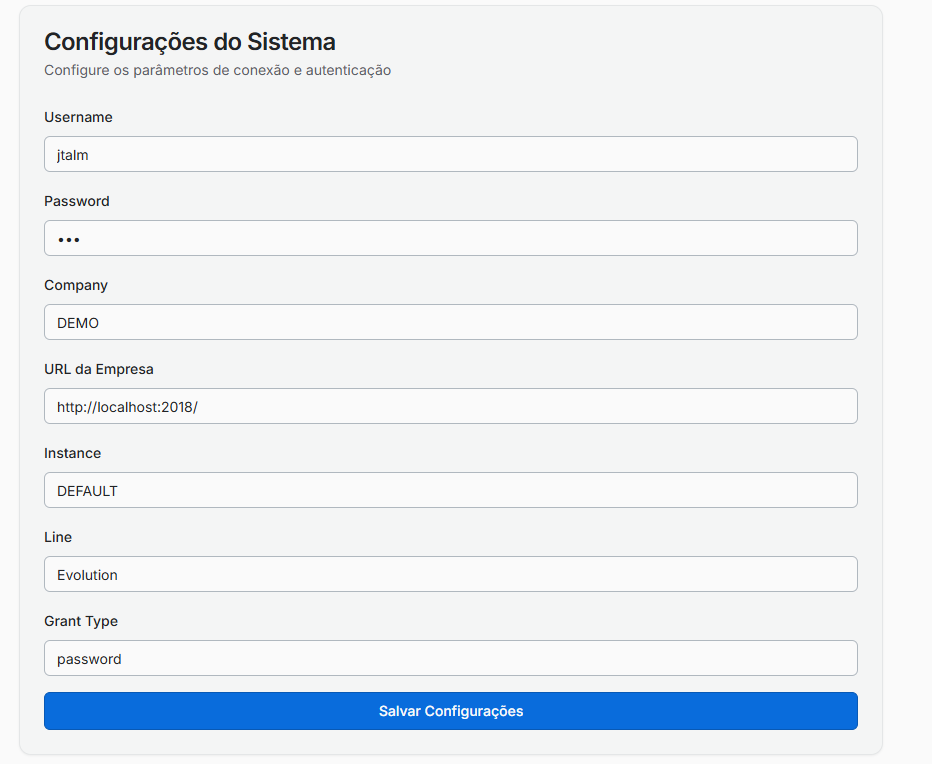 Configurações do Sistema
Configure os parâmetros de conexão e autenticação
Username
jtalm
Password
•••
Company
DEMO
URL da Empresa
http://localhost:2018/
Instance
DEFAULT
Line
Evolution
Grant Type
password
Salvar Configurações